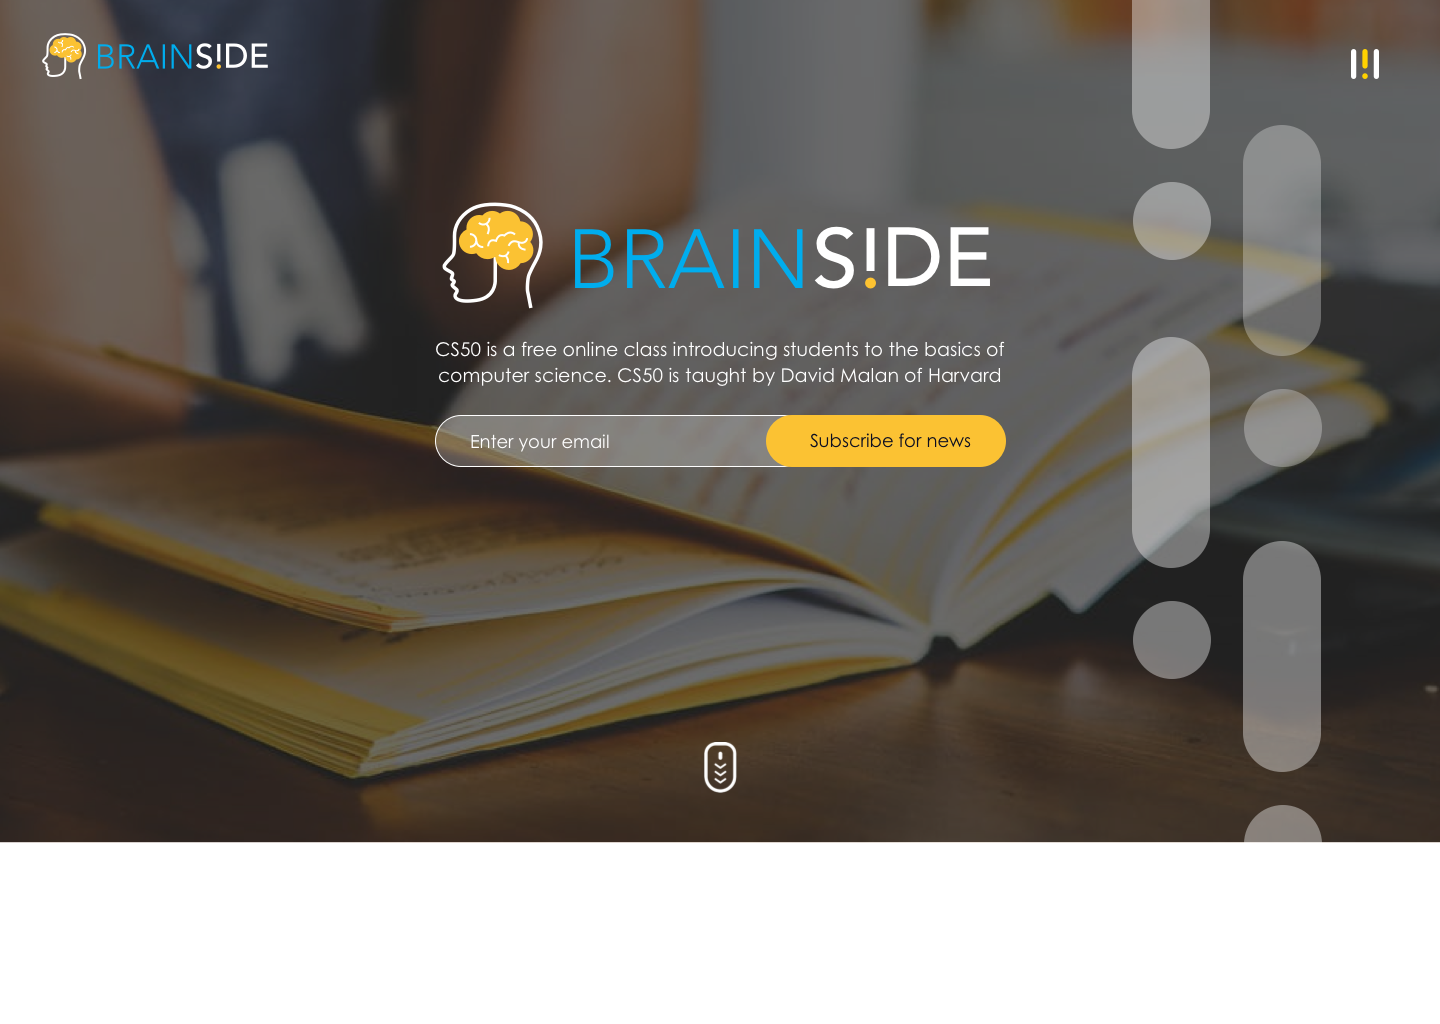 BRAINS!DE
BRAINS!DE
CS50 is a free online class introducing students to the basics of
computer science. CS50 is taught by David Malan of Harvard
Enter your email
Subscribe for news